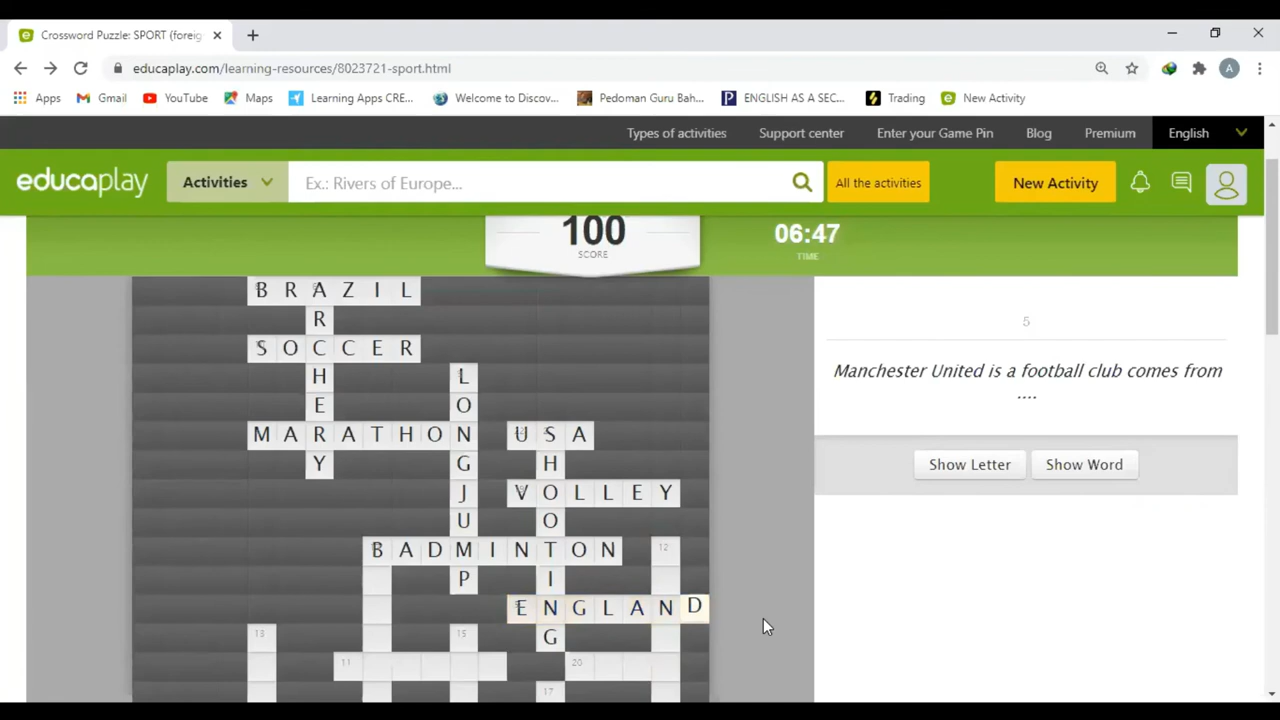 Crossword Puzzle: SPORT (foreig
educaplay.com/learning-resources/8023721-sport.html
A
Apps
Gmail
YouTube
Maps
Learning Apps CRE...
Welcome to Discov...
Pedoman Guru Bah...
ENGLISH AS A SEC...
Trading
New Activity
Types of activities
Support center
Enter your Game Pin
Blog
Premium
English
educaplay
Activities
Ex.: Rivers of Europe...
All the activities
New Activity
100
SCORE
06:47
TIME
BRAZIL
ARCHERY
SOCCER
LONGJUMP
MARATHON
USA
SHOOTING
VOLLEY
BADMINTON
12
ENGLAND
13
15
11
20
17
5
Manchester United is a football club comes from
....
Show Letter
Show Word